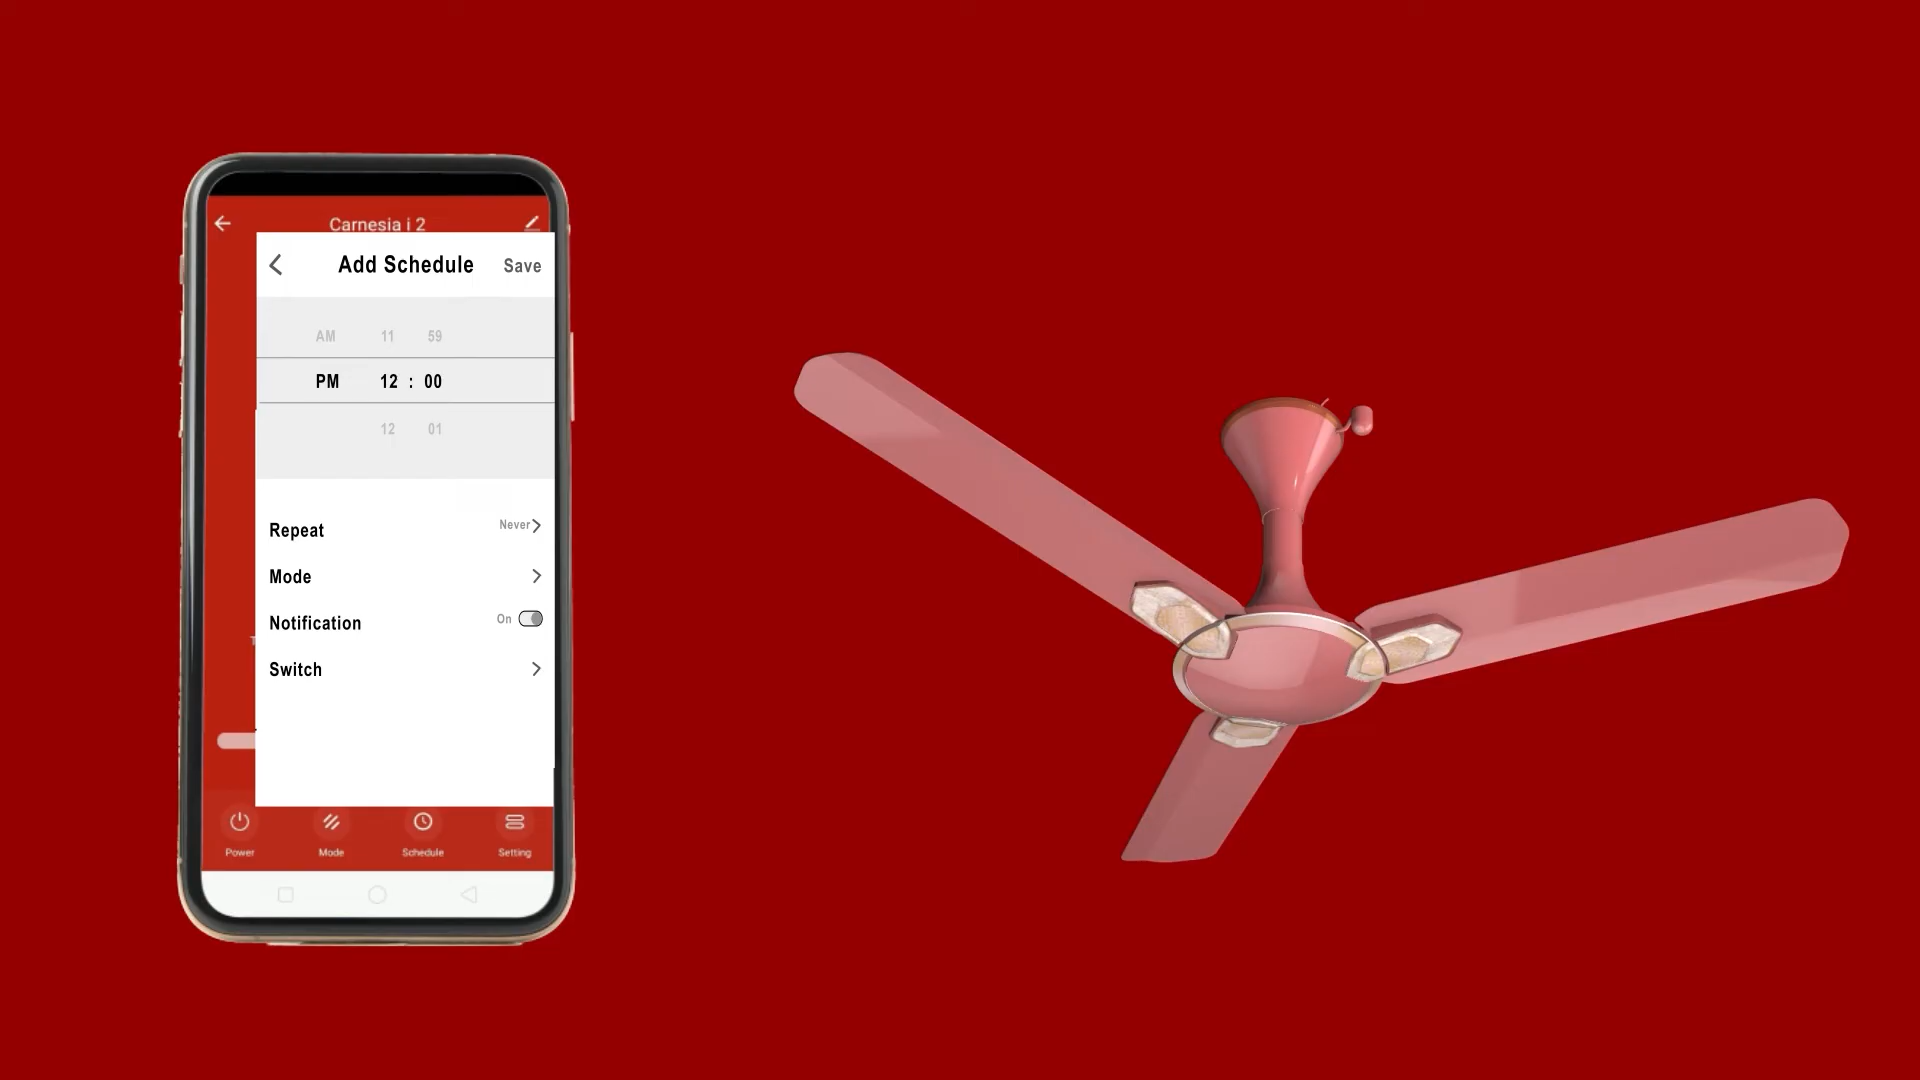 Carnesia i 2
Add Schedule Save
AM 11 59
PM 12 : 00
12 01
Repeat Never
Mode
Notification On
Switch
Power Mode Schedule Setting